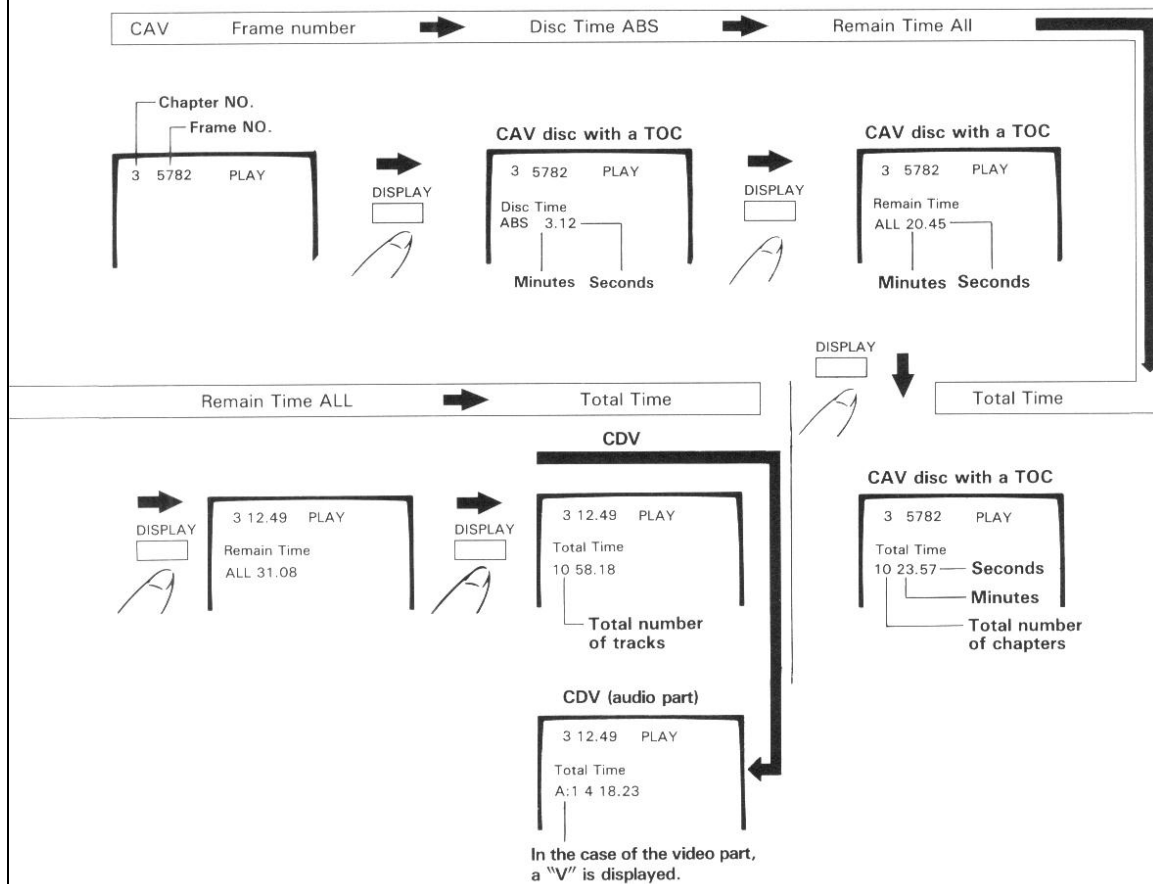 CAV Frame number Disc Time ABS Remain Time All
Chapter NO.
Frame NO.
3 5782 PLAY
DISPLAY
CAV disc with a TOC
3 5782 PLAY
Disc Time
ABS 3.12
Minutes Seconds
DISPLAY
CAV disc with a TOC
3 5782 PLAY
Remain Time
ALL 20.45
Minutes Seconds
DISPLAY
Total Time
CAV disc with a TOC
3 5782 PLAY
Total Time
10 23.57 Seconds
Minutes
Total number
of chapters
Remain Time ALL Total Time
DISPLAY
3 12.49 PLAY
Remain Time
ALL 31.08
DISPLAY
CDV
3 12.49 PLAY
Total Time
10 58.18
Total number
of tracks
CDV (audio part)
3 12.49 PLAY
Total Time
A:1 4 18.23
In the case of the video part,
a "V" is displayed.